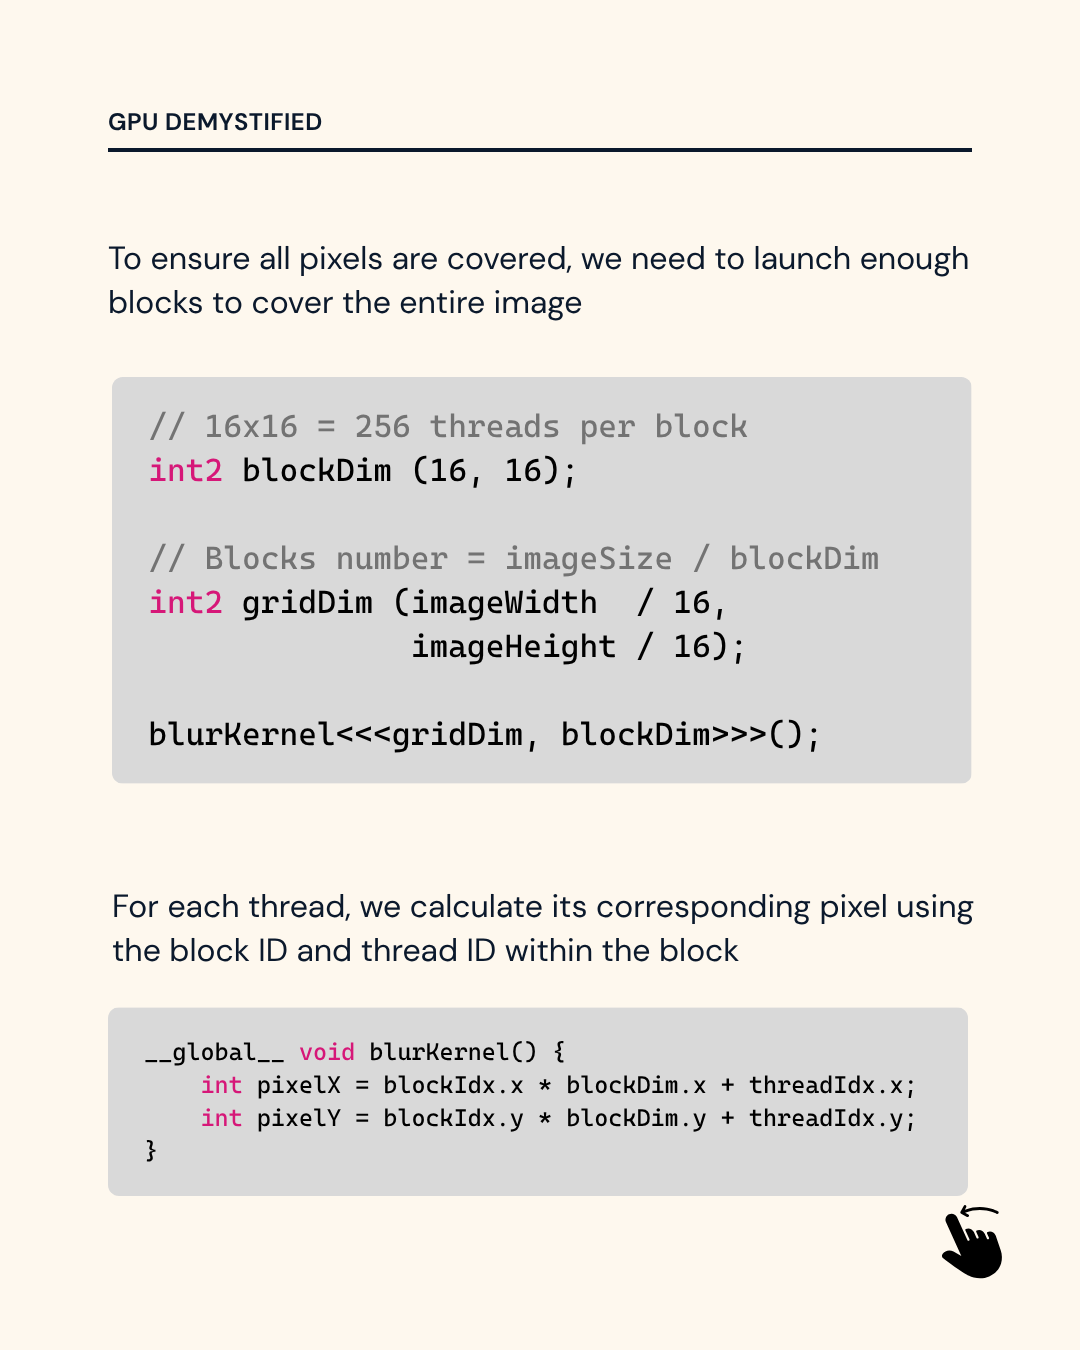 GPU DEMYSTIFIED
To ensure all pixels are covered, we need to launch enough
blocks to cover the entire image
// 16x16 = 256 threads per block
int2 blockDim (16, 16);
// Blocks number = imageSize / blockDim
int2 gridDim (imageWidth  / 16,
              imageHeight / 16);
blurKernel<<<gridDim, blockDim>>>();
For each thread, we calculate its corresponding pixel using
the block ID and thread ID within the block
__global__ void blurKernel() {
    int pixelX = blockIdx.x * blockDim.x + threadIdx.x;
    int pixelY = blockIdx.y * blockDim.y + threadIdx.y;
}